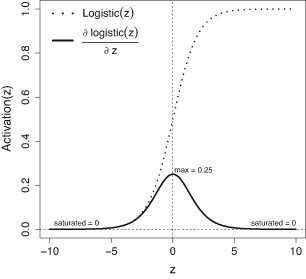 Logistic(z)
∂ logistic(z)
∂ z
Activation(z)
1.0
0.8
0.6
0.4
0.2
0.0
max = 0.25
saturated = 0
saturated = 0
−10
−5
0
5
10
z